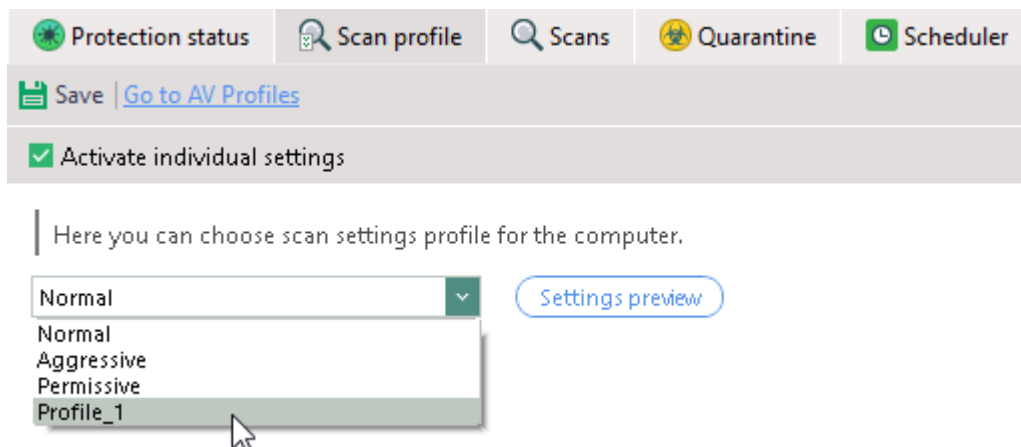 Protection status Scan profile Scans Quarantine Scheduler
Save | Go to AV Profiles
Activate individual settings
Here you can choose scan settings profile for the computer.
Normal Settings preview
Normal
Aggressive
Permissive
Profile_1